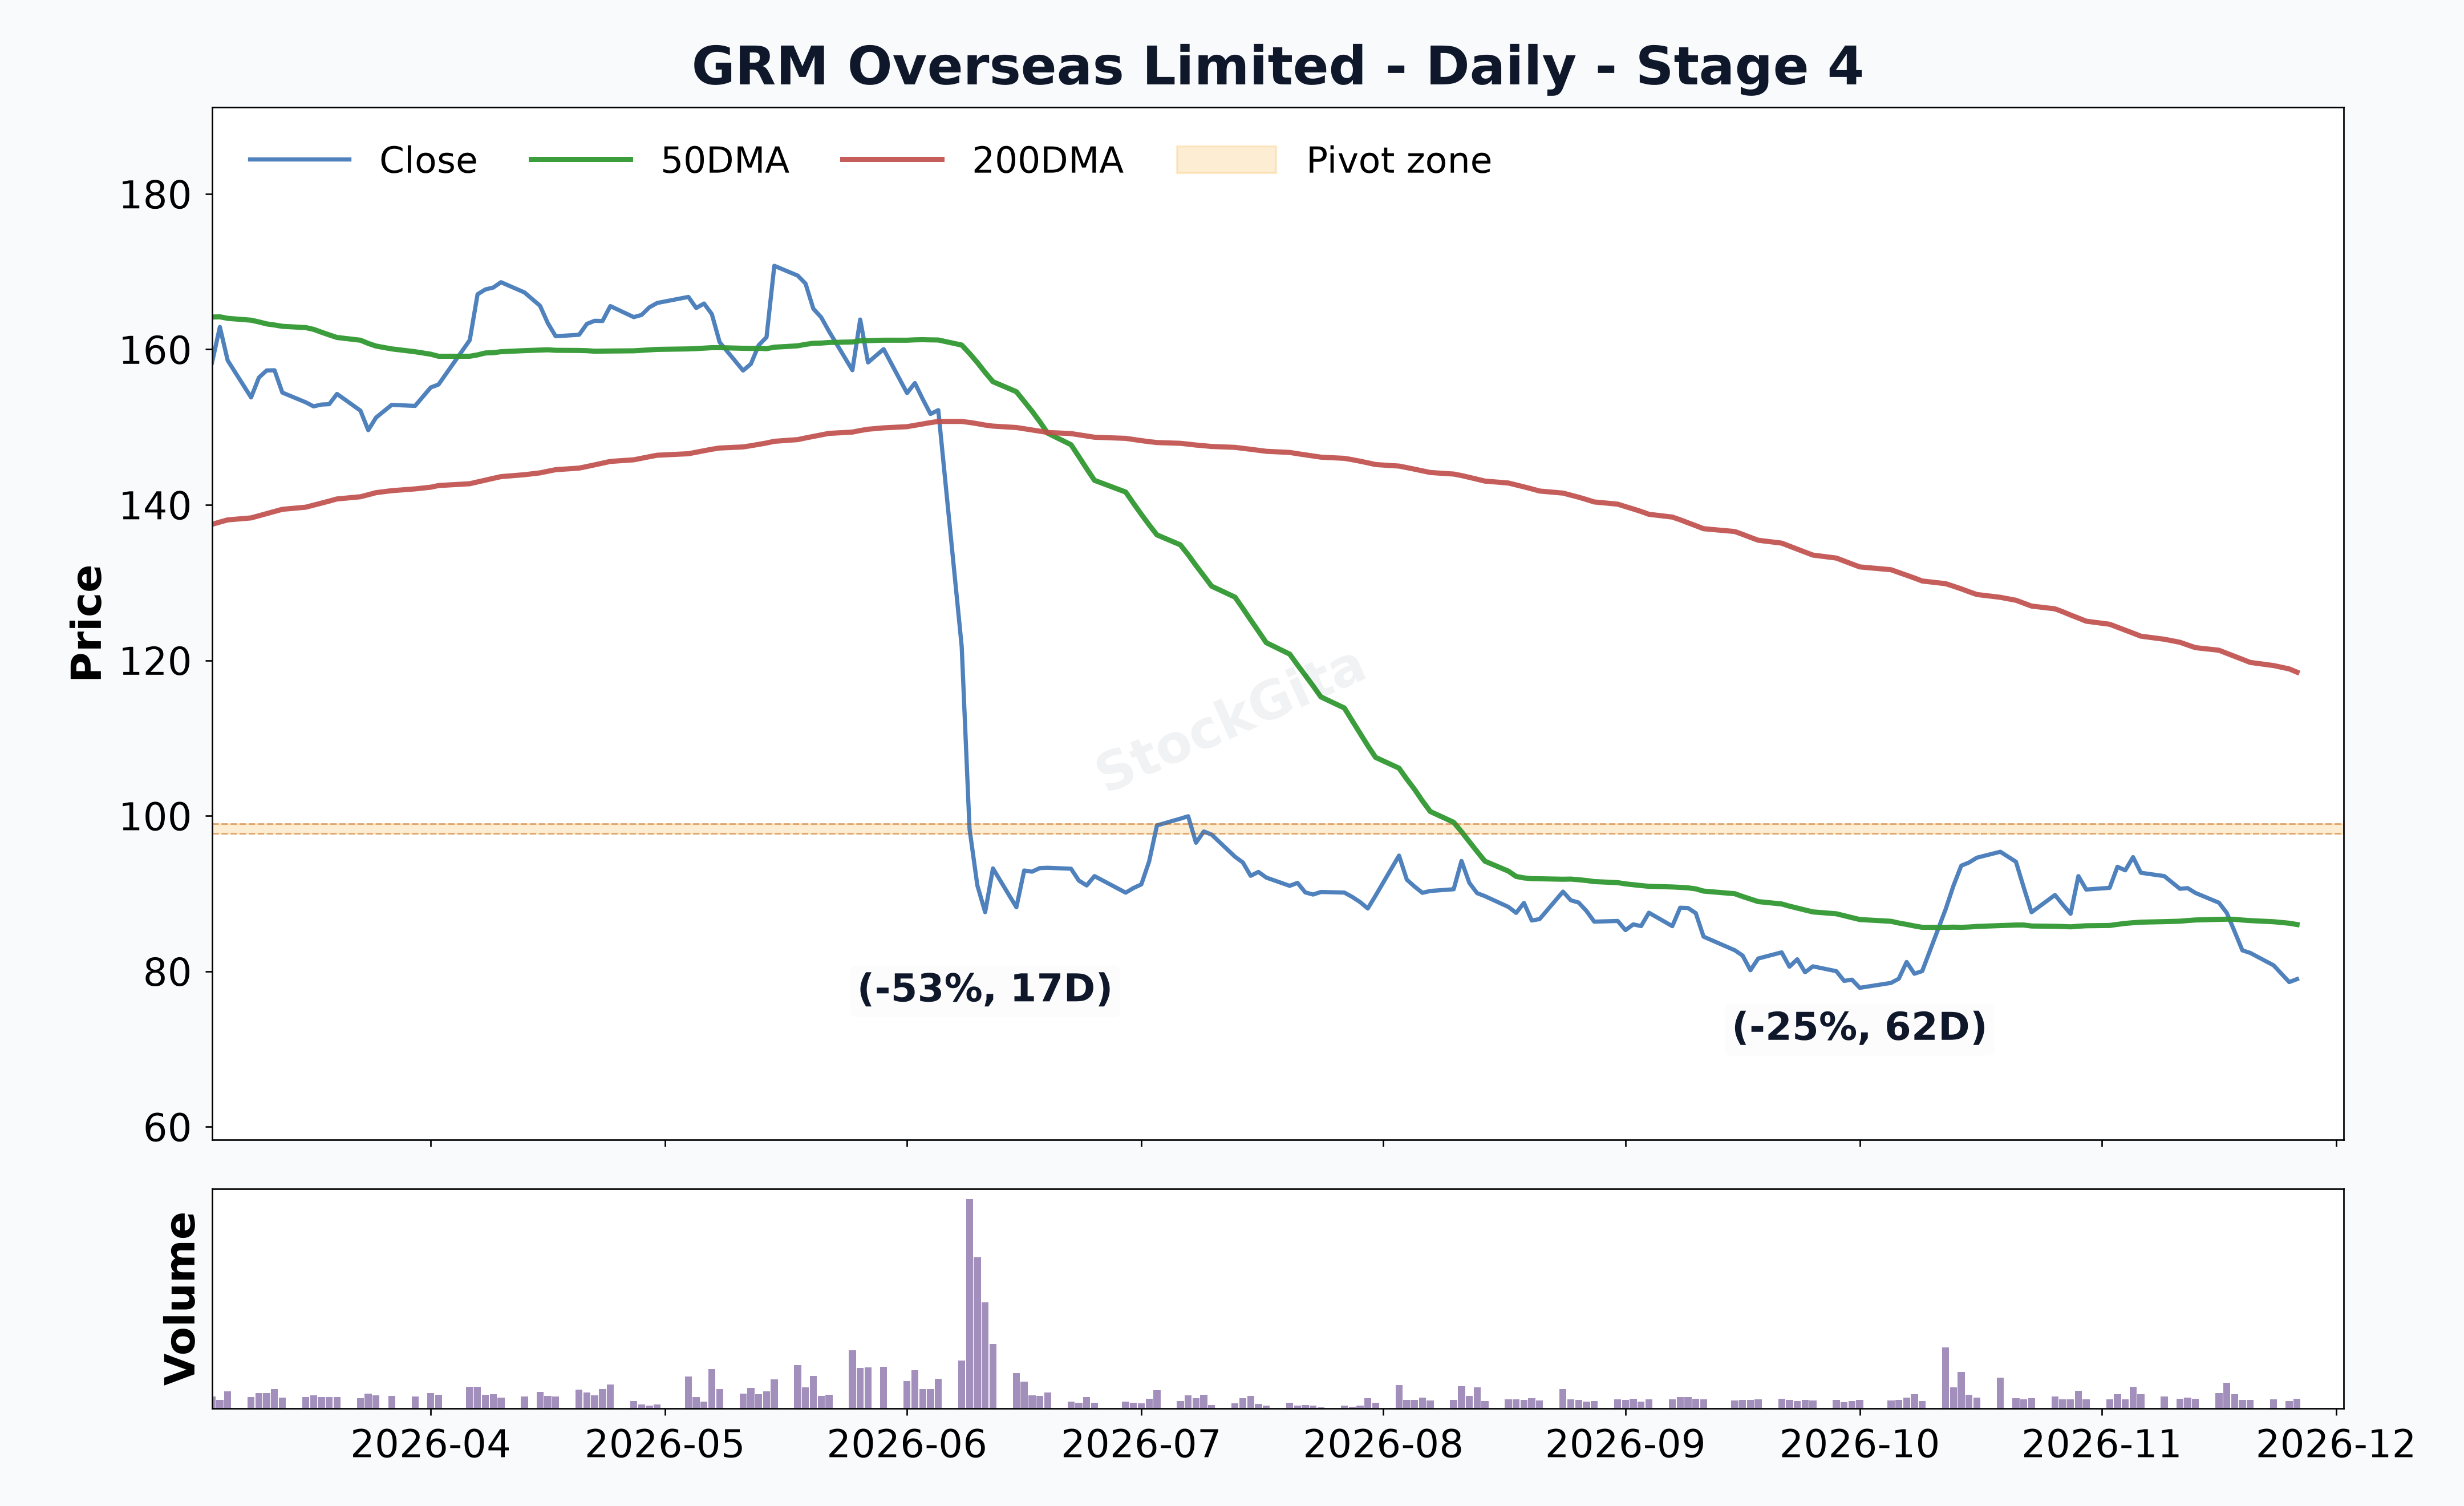 GRM Overseas Limited - Daily - Stage 4
Close 50DMA 200DMA Pivot zone
Price
180
160
140
120
100
80
60
StockGita
(-53%, 17D)
(-25%, 62D)
Volume
2026-04 2026-05 2026-06 2026-07 2026-08 2026-09 2026-10 2026-11 2026-12